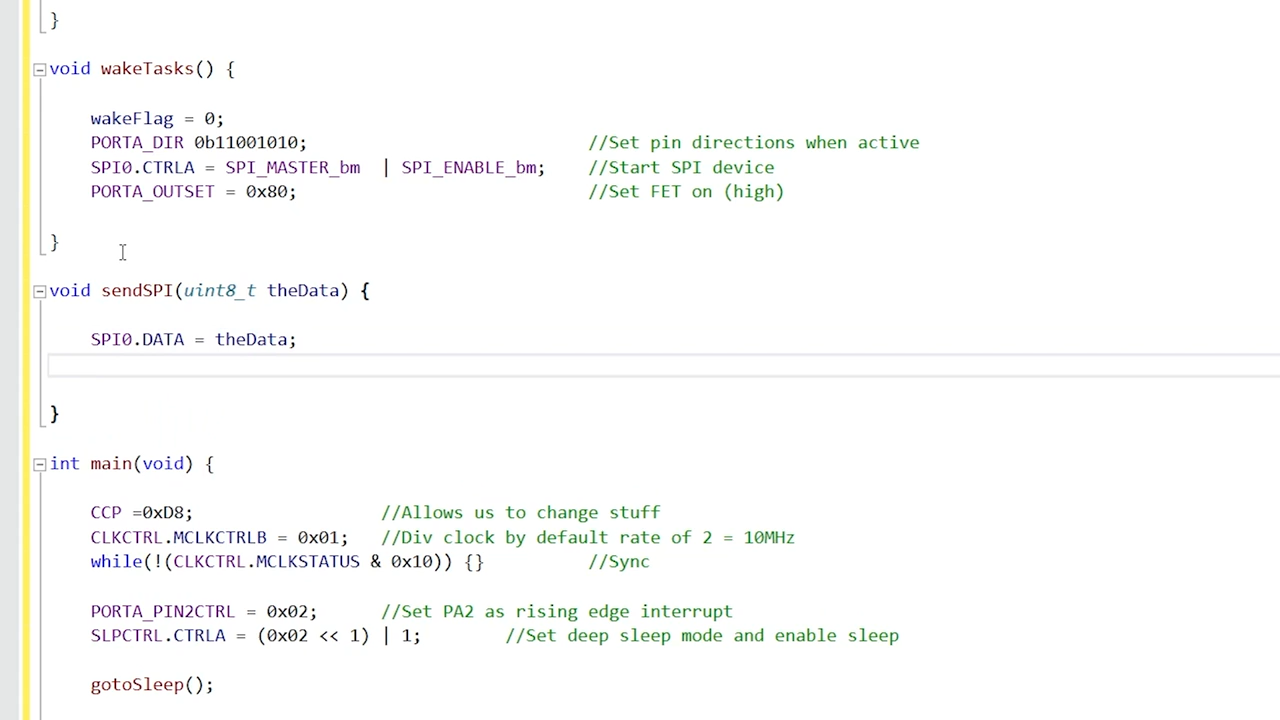 }
void wakeTasks() {
wakeFlag = 0;
PORTA_DIR 0b11001010; //Set pin directions when active
SPI0.CTRLA = SPI_MASTER_bm | SPI_ENABLE_bm; //Start SPI device
PORTA_OUTSET = 0x80; //Set FET on (high)
}
void sendSPI(uint8_t theData) {
SPI0.DATA = theData;
}
int main(void) {
CCP =0xD8; //Allows us to change stuff
CLKCTRL.MCLKCTRLB = 0x01; //Div clock by default rate of 2 = 10MHz
while(!(CLKCTRL.MCLKSTATUS & 0x10)) {} //Sync
PORTA_PIN2CTRL = 0x02; //Set PA2 as rising edge interrupt
SLPCTRL.CTRLA = (0x02 << 1) | 1; //Set deep sleep mode and enable sleep
gotoSleep();